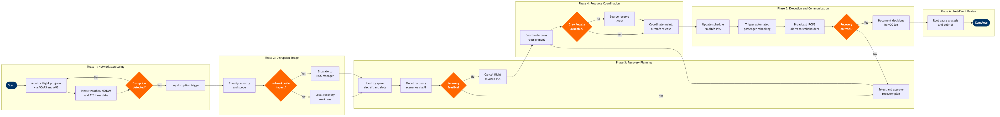 Phase 1: Network Monitoring
Start
Monitor flight progress
via ACARS and AMS
Ingest weather, NOTAM
and ATC flow data
Disruption
detected?
No
Yes
Log disruption trigger
Phase 2: Disruption Triage
Classify severity
and scope
Network-wide
impact?
Yes
Escalate to
NOC Manager
No
Local recovery
workflow
Phase 3: Recovery Planning
Identify spare
aircraft and slots
Model recovery
scenarios via AI
Recovery
feasible?
No
Cancel flight
in Altéa PSS
Yes
Select and approve
recovery plan
Phase 4: Resource Coordination
Coordinate crew
reassignment
Crew legally
available?
No
Source reserve
crew
Yes
Coordinate maint.
aircraft release
Phase 5: Execution and Communication
Update schedule
in Altéa PSS
Trigger automated
passenger rebooking
Broadcast IROPS
alerts to stakeholders
Recovery
on track?
Yes
Document decisions
in NOC log
No
Phase 6: Post-Event Review
Root cause analysis
and debrief
Complete